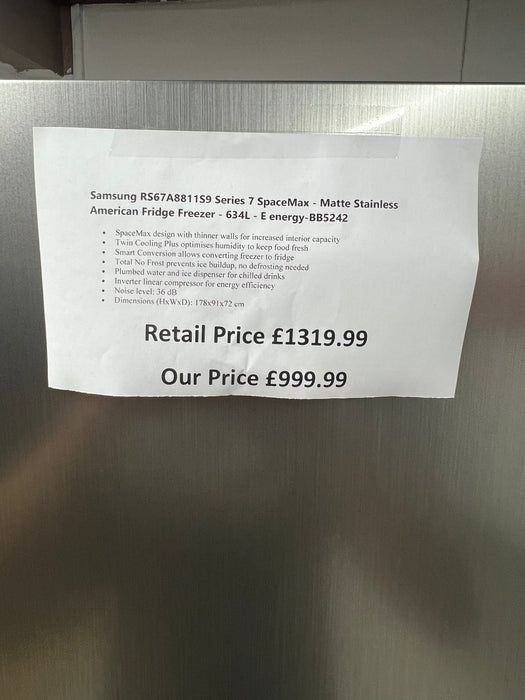 Samsung RS67A8811S9 Series 7 SpaceMax - Matte Stainless
American Fridge Freezer - 634L - E energy-BB5242
• SpaceMax design with thinner walls for increased interior capacity
• Twin Cooling Plus optimises humidity to keep food fresh
• Smart Conversion allows converting freezer to fridge
• Total No Frost prevents ice buildup, no defrosting needed
• Plumbed water and ice dispenser for chilled drinks
• Inverter linear compressor for energy efficiency
• Noise level: 36 dB
• Dimensions (HxWxD): 178x91x72 cm
Retail Price £1319.99
Our Price £999.99